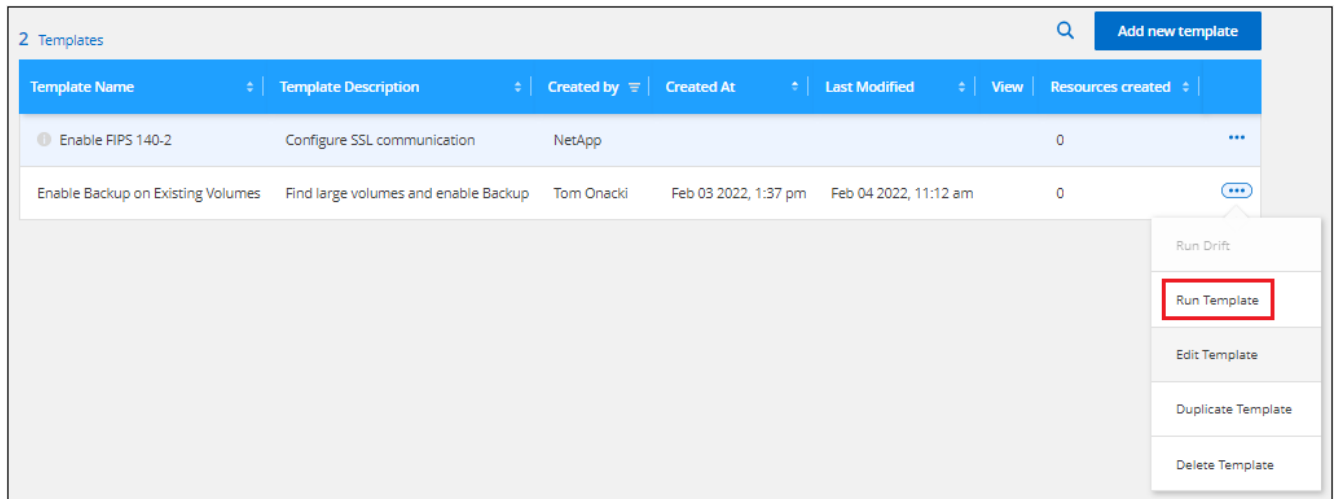 2 Templates
Add new template
Template Name Template Description Created by Created At Last Modified View Resources created
Enable FIPS 140-2 Configure SSL communication NetApp 0
Enable Backup on Existing Volumes Find large volumes and enable Backup Tom Onacki Feb 03 2022, 1:37 pm Feb 04 2022, 11:12 am 0
Run Drift
Run Template
Edit Template
Duplicate Template
Delete Template